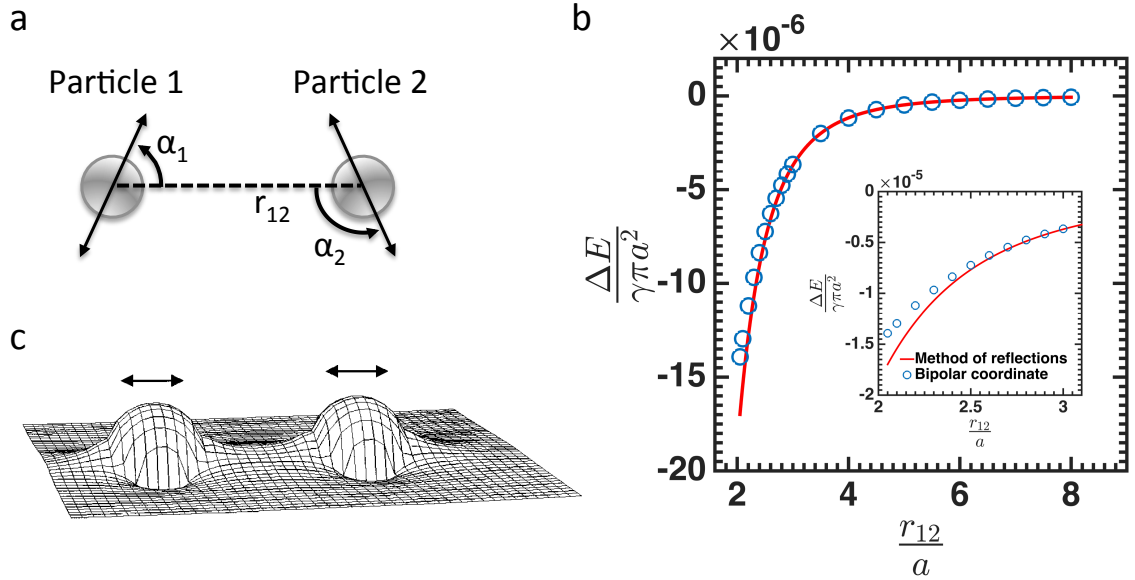 a
Particle 1
Particle 2
α1
r12
α2
b
×10^-6
0
-5
-10
-15
-20
ΔE
γπa²
2
4
6
8
r12
a
×10^-5
0
-0.5
-1
-1.5
-2
ΔE
γπa²
Method of reflections
Bipolar coordinate
2
2.5
3
r12
a
c